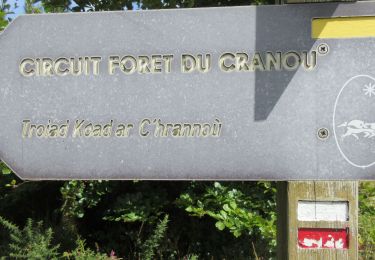 CIRCUIT FORET DU CRANOU
Troiad Koad ar C'hrannoù